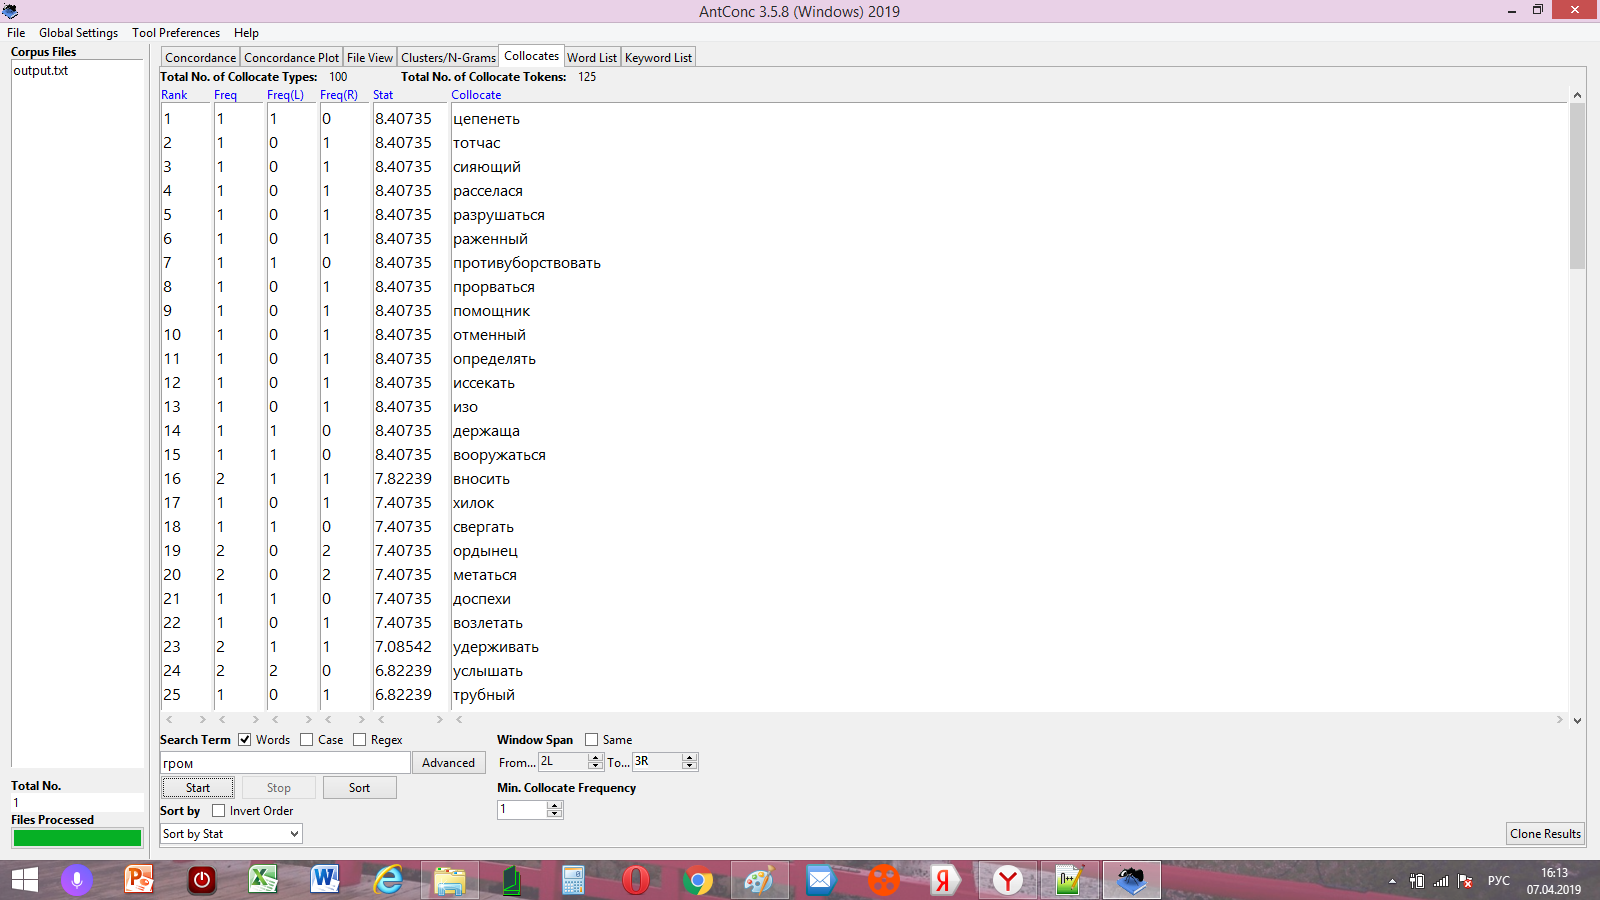 AntConc 3.5.8 (Windows) 2019
File Global Settings Tool Preferences Help
Corpus Files
output.txt
Concordance Concordance Plot File View Clusters/N-Grams Collocates Word List Keyword List
Total No. of Collocate Types: 100 Total No. of Collocate Tokens: 125
Rank Freq Freq(L) Freq(R) Stat Collocate
1 1 1 0 8.40735 цепенеть
2 1 0 1 8.40735 тотчас
3 1 0 1 8.40735 сияющий
4 1 0 1 8.40735 расселася
5 1 0 1 8.40735 разрушаться
6 1 0 1 8.40735 раженный
7 1 1 0 8.40735 противуборствовать
8 1 0 1 8.40735 прорваться
9 1 0 1 8.40735 помощник
10 1 0 1 8.40735 отменный
11 1 0 1 8.40735 определять
12 1 0 1 8.40735 иссекать
13 1 0 1 8.40735 изо
14 1 1 0 8.40735 держаща
15 1 1 0 8.40735 вооружаться
16 2 1 1 7.82239 вносить
17 1 0 1 7.40735 хилок
18 1 1 0 7.40735 свергать
19 2 0 2 7.40735 ордынец
20 2 0 2 7.40735 метаться
21 1 1 0 7.40735 доспехи
22 1 0 1 7.40735 возлетать
23 2 1 1 7.08542 удерживать
24 2 2 0 6.82239 услышать
25 1 0 1 6.82239 трубный
Search Term Words Case Regex Window Span Same
гром Advanced From... 2L To... 3R
Start Stop Sort Min. Collocate Frequency
Sort by Invert Order 1
Sort by Stat Clone Results
Total No.
1
Files Processed
РУС 16:13
07.04.2019